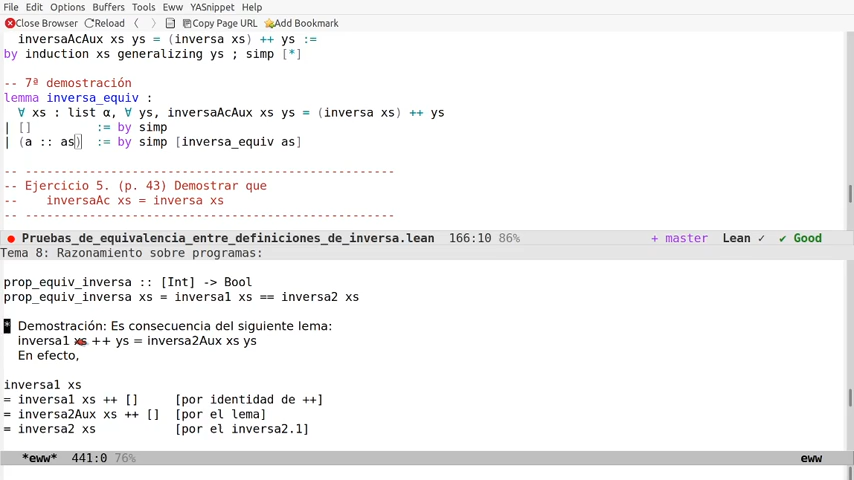 File Edit Options Buffers Tools Eww YASnippet Help
Close Browser Reload Copy Page URL Add Bookmark
inversaAcAux xs ys = (inversa xs) ++ ys :=
by induction xs generalizing ys ; simp [*]
-- 7ª demostración
lemma inversa_equiv :
∀ xs : list α, ∀ ys, inversaAcAux xs ys = (inversa xs) ++ ys
| [] := by simp
| (a :: as) := by simp [inversa_equiv as]
-- ---------------------------------------------------
-- Ejercicio 5. (p. 43) Demostrar que
-- inversaAc xs = inversa xs
-- ---------------------------------------------------
Pruebas_de_equivalencia_entre_definiciones_de_inversa.lean 166:10 86% + master Lean ✓ ✔ Good
Tema 8: Razonamiento sobre programas:
prop_equiv_inversa :: [Int] -> Bool
prop_equiv_inversa xs = inversa1 xs == inversa2 xs
* Demostración: Es consecuencia del siguiente lema:
inversa1 xs ++ ys = inversa2Aux xs ys
En efecto,
inversa1 xs
= inversa1 xs ++ [] [por identidad de ++]
= inversa2Aux xs ++ [] [por el lema]
= inversa2 xs [por el inversa2.1]
*eww* 441:0 76% eww